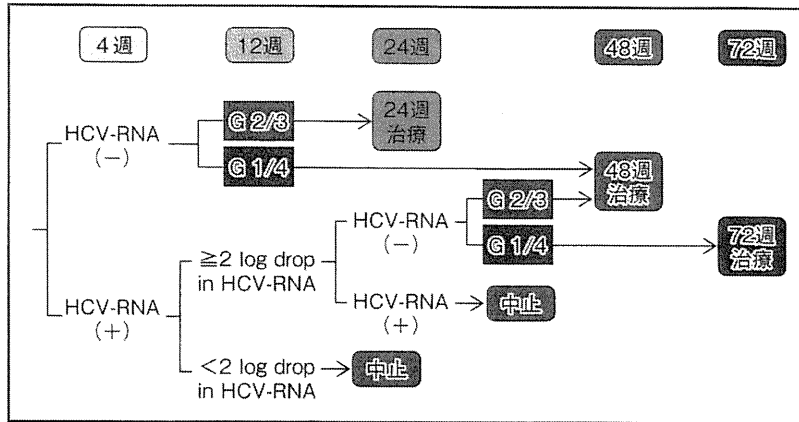 4週
12週
24週
48週
72週
HCV-RNA
(-)
G 2/3
24週
治療
G 1/4
48週
治療
HCV-RNA
(+)
≧2 log drop
in HCV-RNA
HCV-RNA
(-)
G 2/3
G 1/4
72週
治療
HCV-RNA
(+)
中止
<2 log drop
in HCV-RNA
中止